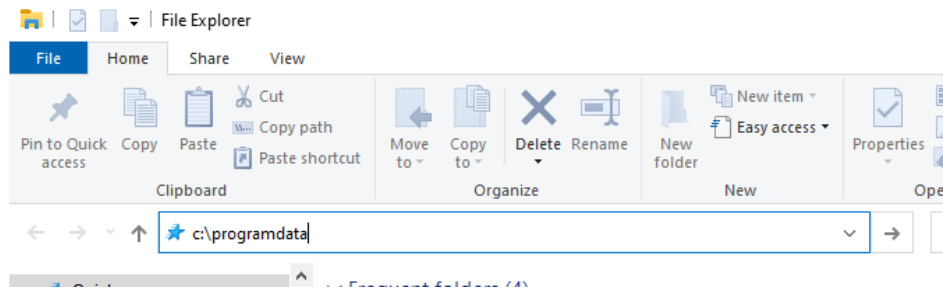 File Explorer
File Home Share View
Pin to Quick access
Copy
Paste
Cut
Copy path
Paste shortcut
Clipboard
Move to
Copy to
Delete
Rename
Organize
New folder
New item
Easy access
New
Properties
c:\programdata